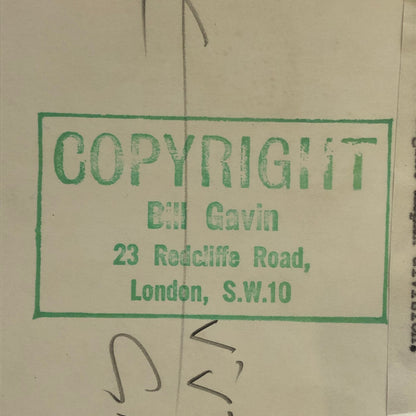 COPYRIGHT
Bill Gavin
23 Redcliffe Road,
London, S.W.10